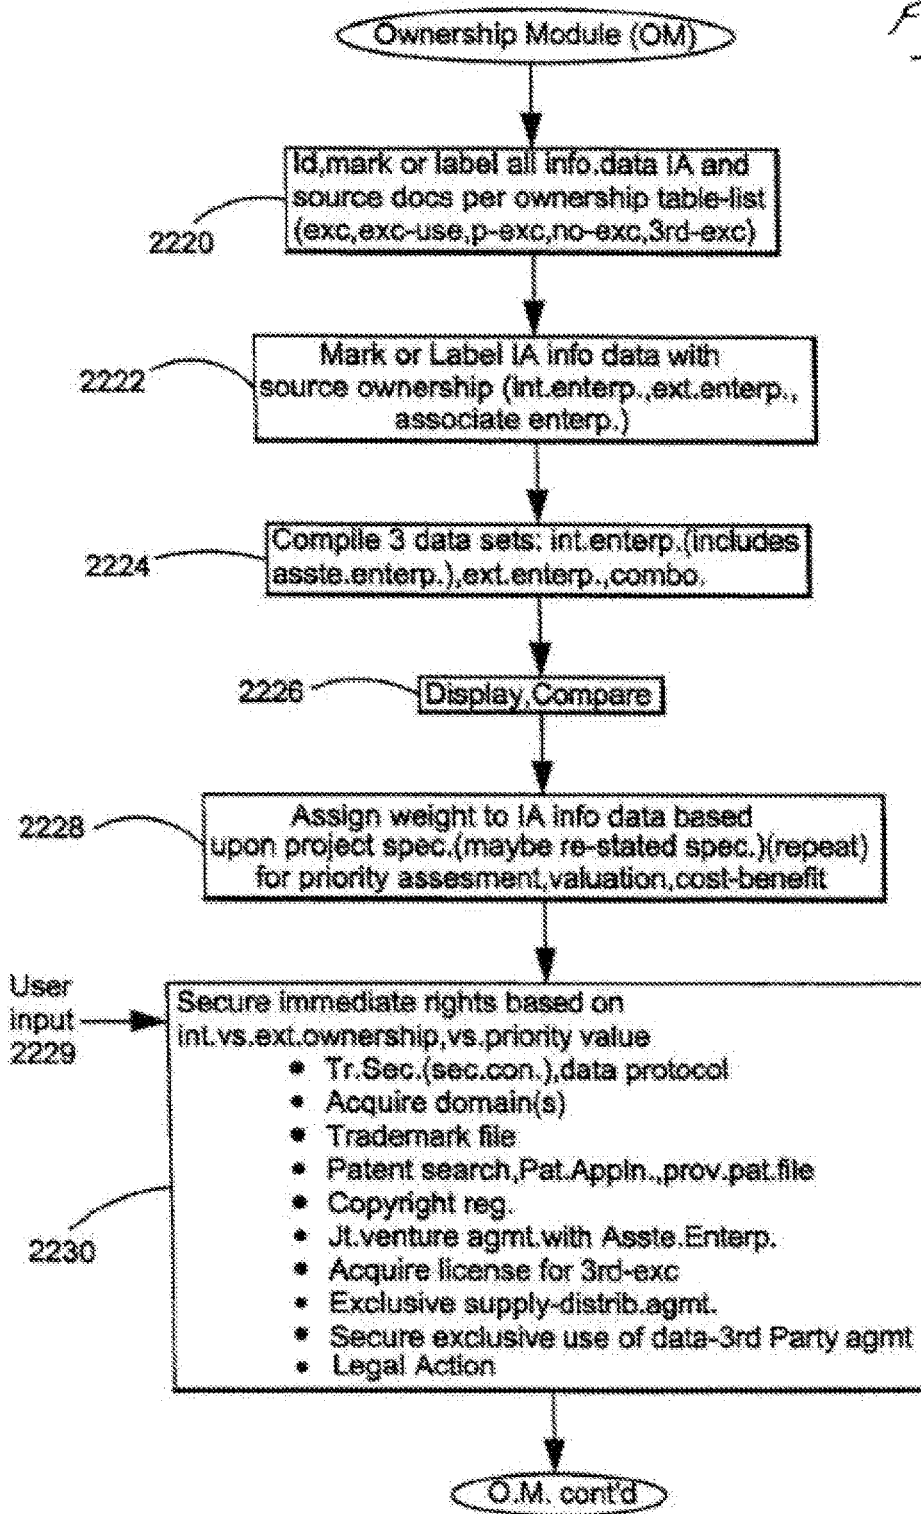 Ownership Module (OM)
Id,mark or label all info.data IA and
source docs per ownership table-list
(exc,exc-use,p-exc,no-exc,3rd-exc)
2220
Mark or Label IA info data with
source ownership (int.enterp.,ext.enterp.,
associate enterp.)
2222
Compile 3 data sets: int.enterp.(includes
asste.enterp.),ext.enterp.,combo.
2224
2226
Display,Compare
2228
Assign weight to IA info data based
upon project spec.(maybe re-stated spec.)(repeat)
for priority assesment,valuation,cost-benefit
User
input
2229
Secure immediate rights based on
int.vs.ext.ownership,vs.priority value
• Tr.Sec.(sec.con.),data protocol
• Acquire domain(s)
• Trademark file
• Patent search,Pat.Appln.,prov.pat.file
• Copyright reg.
• Jt.venture agmt.with Asste.Enterp.
• Acquire license for 3rd-exc
• Exclusive supply-distrib.agmt.
• Secure exclusive use of data-3rd Party agmt
• Legal Action
2230
O.M. cont'd